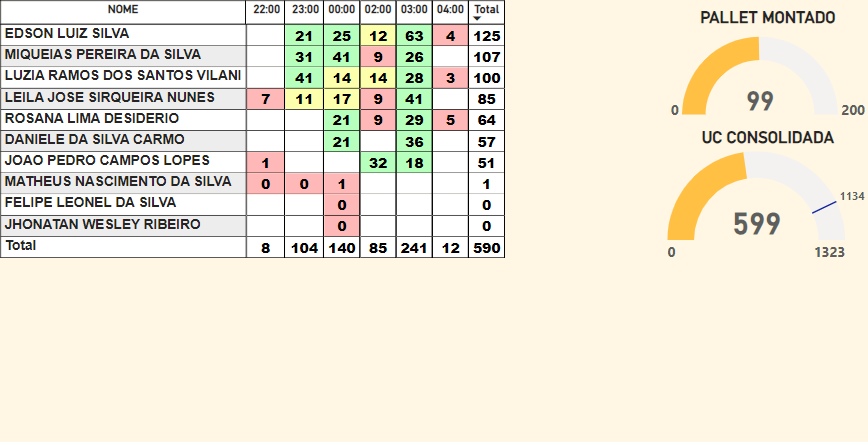 NOME 22:00 23:00 00:00 02:00 03:00 04:00 Total
EDSON LUIZ SILVA 21 25 12 63 4 125
MIQUEIAS PEREIRA DA SILVA 31 41 9 26 107
LUZIA RAMOS DOS SANTOS VILANI 41 14 14 28 3 100
LEILA JOSE SIRQUEIRA NUNES 7 11 17 9 41 85
ROSANA LIMA DESIDERIO 21 9 29 5 64
DANIELE DA SILVA CARMO 21 36 57
JOAO PEDRO CAMPOS LOPES 1 32 18 51
MATHEUS NASCIMENTO DA SILVA 0 0 1 1
FELIPE LEONEL DA SILVA 0 0
JHONATAN WESLEY RIBEIRO 0 0
Total 8 104 140 85 241 12 590
PALLET MONTADO
99
0 200
UC CONSOLIDADA
1134
599
0 1323